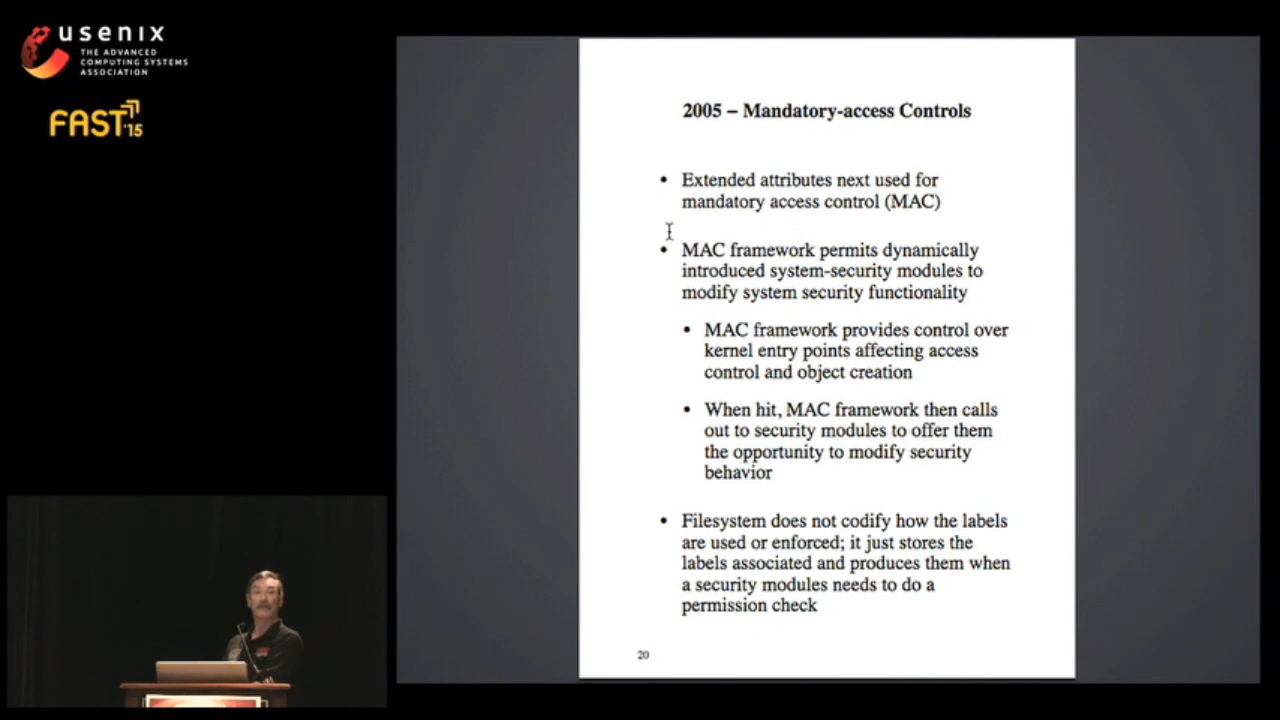 usenix
THE ADVANCED
COMPUTING SYSTEMS
ASSOCIATION
FAST '15
2005 – Mandatory-access Controls
• Extended attributes next used for
mandatory access control (MAC)
• MAC framework permits dynamically
introduced system-security modules to
modify system security functionality
• MAC framework provides control over
kernel entry points affecting access
control and object creation
• When hit, MAC framework then calls
out to security modules to offer them
the opportunity to modify security
behavior
• Filesystem does not codify how the labels
are used or enforced; it just stores the
labels associated and produces them when
a security modules needs to do a
permission check
20